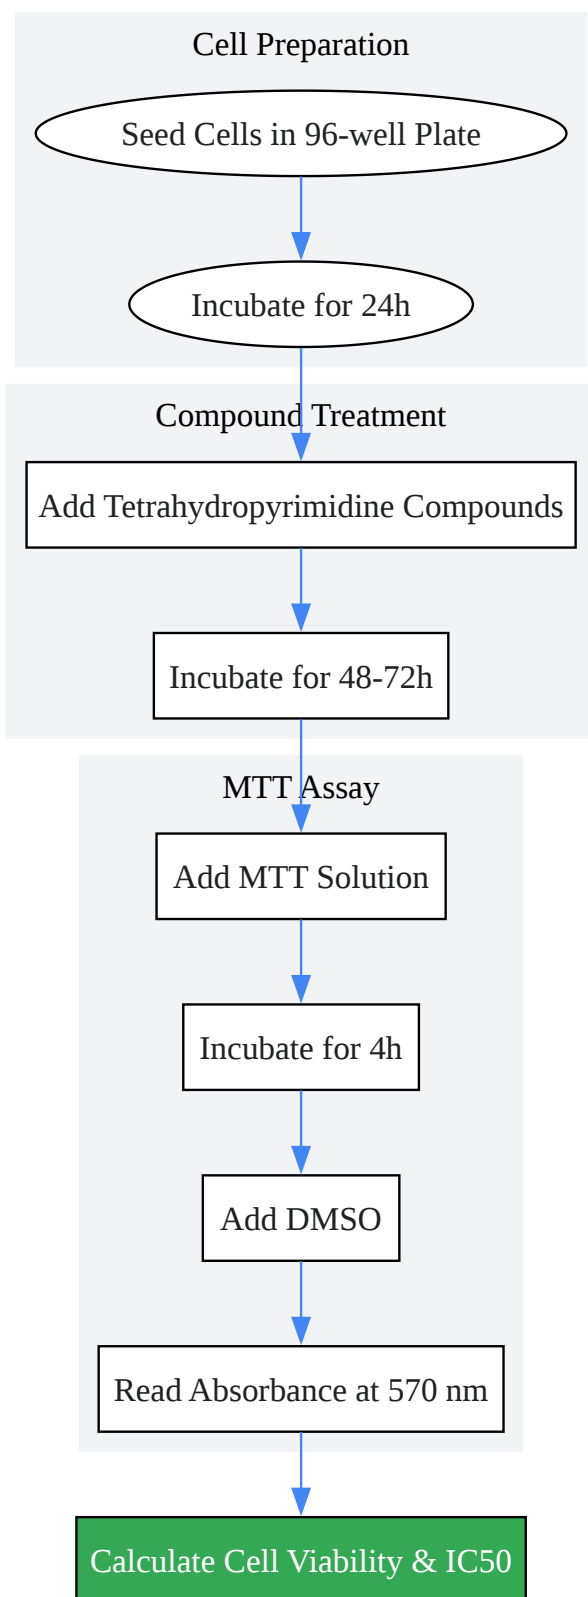 Cell Preparation
Seed Cells in 96-well Plate
Incubate for 24h
Compound Treatment
Add Tetrahydropyrimidine Compounds
Incubate for 48-72h
MTT Assay
Add MTT Solution
Incubate for 4h
Add DMSO
Read Absorbance at 570 nm
Calculate Cell Viability & IC50